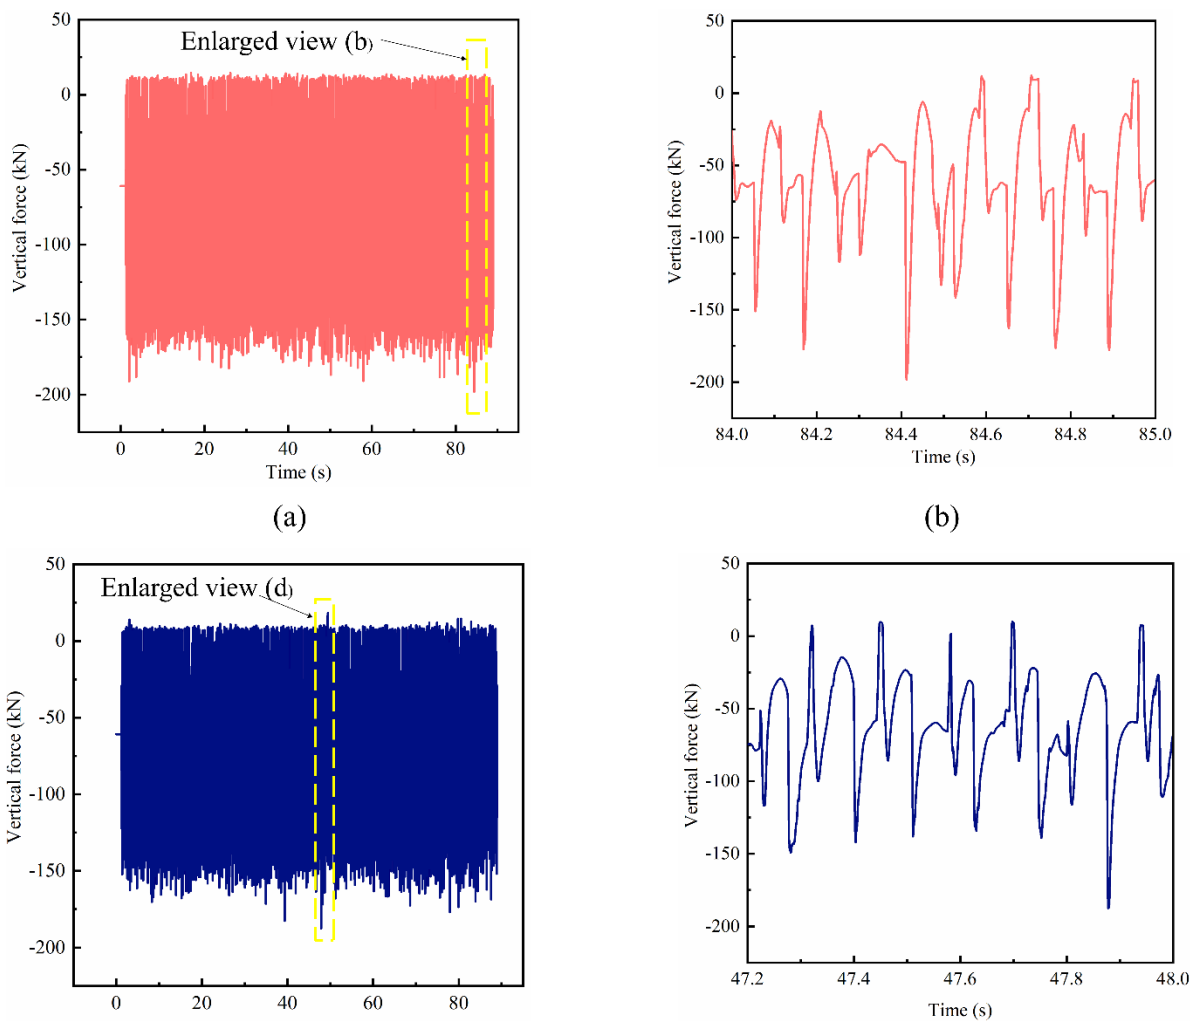 50
Enlarged view (b)
0
-50
-100
-150
-200
Vertical force (kN)
0 20 40 60 80
Time (s)
(a)
50
0
-50
-100
-150
-200
Vertical force (kN)
84.0 84.2 84.4 84.6 84.8 85.0
Time (s)
(b)
50
Enlarged view (d)
0
-50
-100
-150
-200
Vertical force (kN)
0 20 40 60 80
50
0
-50
-100
-150
-200
Vertical force (kN)
47.2 47.4 47.6 47.8 48.0
Time (s)